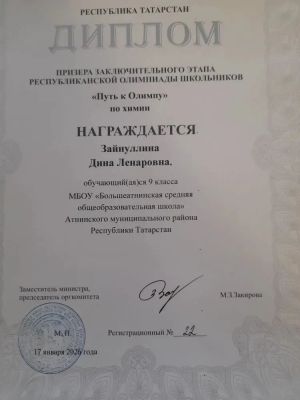 РЕСПУБЛИКА ТАТАРСТАН
ДИПЛОМ
ПРИЗЕРА ЗАКЛЮЧИТЕЛЬНОГО ЭТАПА
РЕСПУБЛИКАНСКОЙ ОЛИМПИАДЫ ШКОЛЬНИКОВ
«Путь к Олимпу»
по химии
НАГРАЖДАЕТСЯ
Зайнуллина
Дина Ленаровна.
обучающий(ая)ся 9 класса
МБОУ «Большеатнинская средняя
общеобразовательная школа»
Атнинского муниципального района
Республики Татарстан
Заместитель министра,
председатель оргкомитета
М.З.Закирова
М.П.
Регистрационный № 22
17 января 2026 года